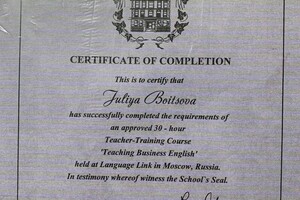 CERTIFICATE OF COMPLETION
This is to certify that
Juliya Boitsova
has successfully completed the requirements of
an approved 30 - hour
Teacher-Training Course
'Teaching Business English'
held at Language Link in Moscow, Russia.
In testimony whereof witness the School's Seal.